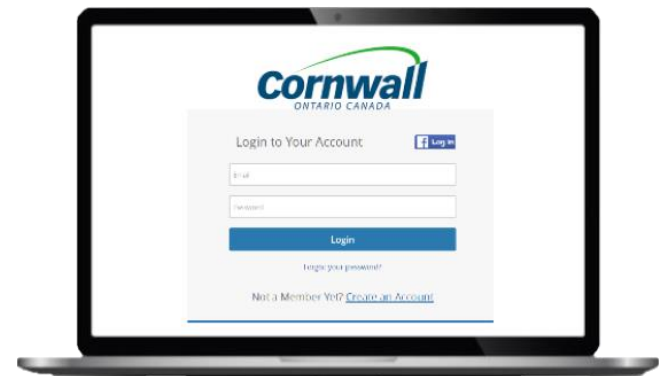 Cornwall
ONTARIO CANADA
Login to Your Account
f Log in
Email
Password
Login
Forgot your password?
Not a Member Yet? Create an Account